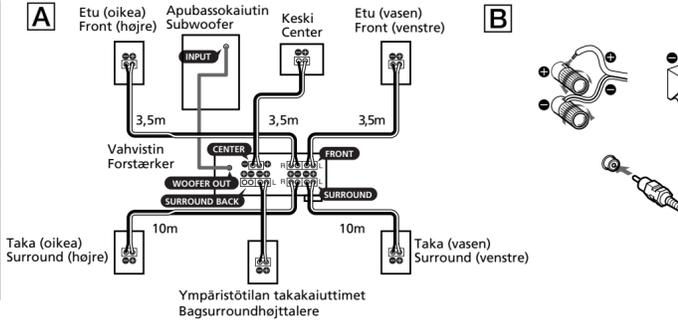 A
Etu (oikea)
Front (højre)
Apubassokaiutin
Subwoofer
Keski
Center
Etu (vasen)
Front (venstre)
B
INPUT
3,5m
3,5m
3,5m
Vahvistin
Forstærker
CENTER
FRONT
R
L
WOOFER OUT
L
R
L
SURROUND BACK
SURROUND
10m
10m
Taka (oikea)
Surround (højre)
Taka (vasen)
Surround (venstre)
Ympäristötilan takakaiuttimet
Bagsurroundhøjttalere